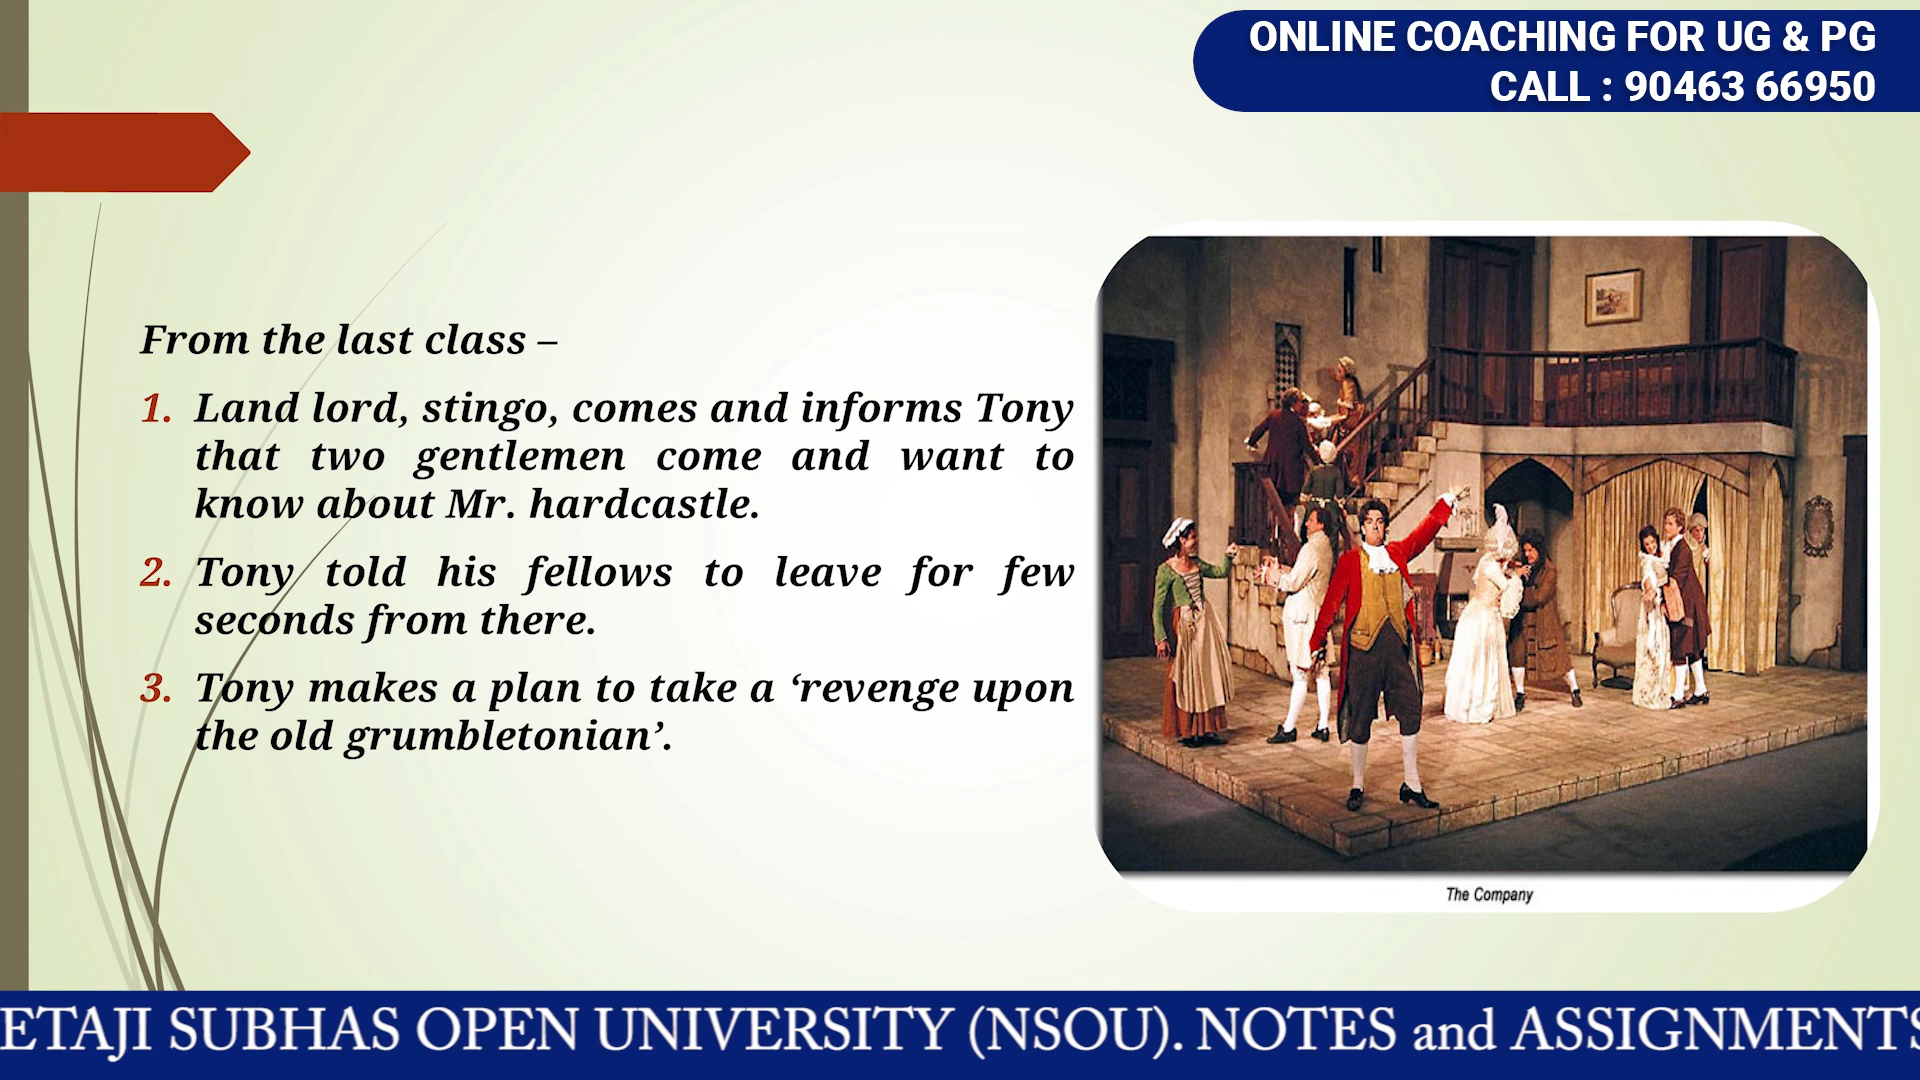 ONLINE COACHING FOR UG & PG
CALL : 90463 66950
From the last class –
1. Land lord, stingo, comes and informs Tony
that two gentlemen come and want to
know about Mr. hardcastle.
2. Tony told his fellows to leave for few
seconds from there.
3. Tony makes a plan to take a ‘revenge upon
the old grumbletonian’.
The Company
ETAJI SUBHAS OPEN UNIVERSITY (NSOU). NOTES and ASSIGNMENTS